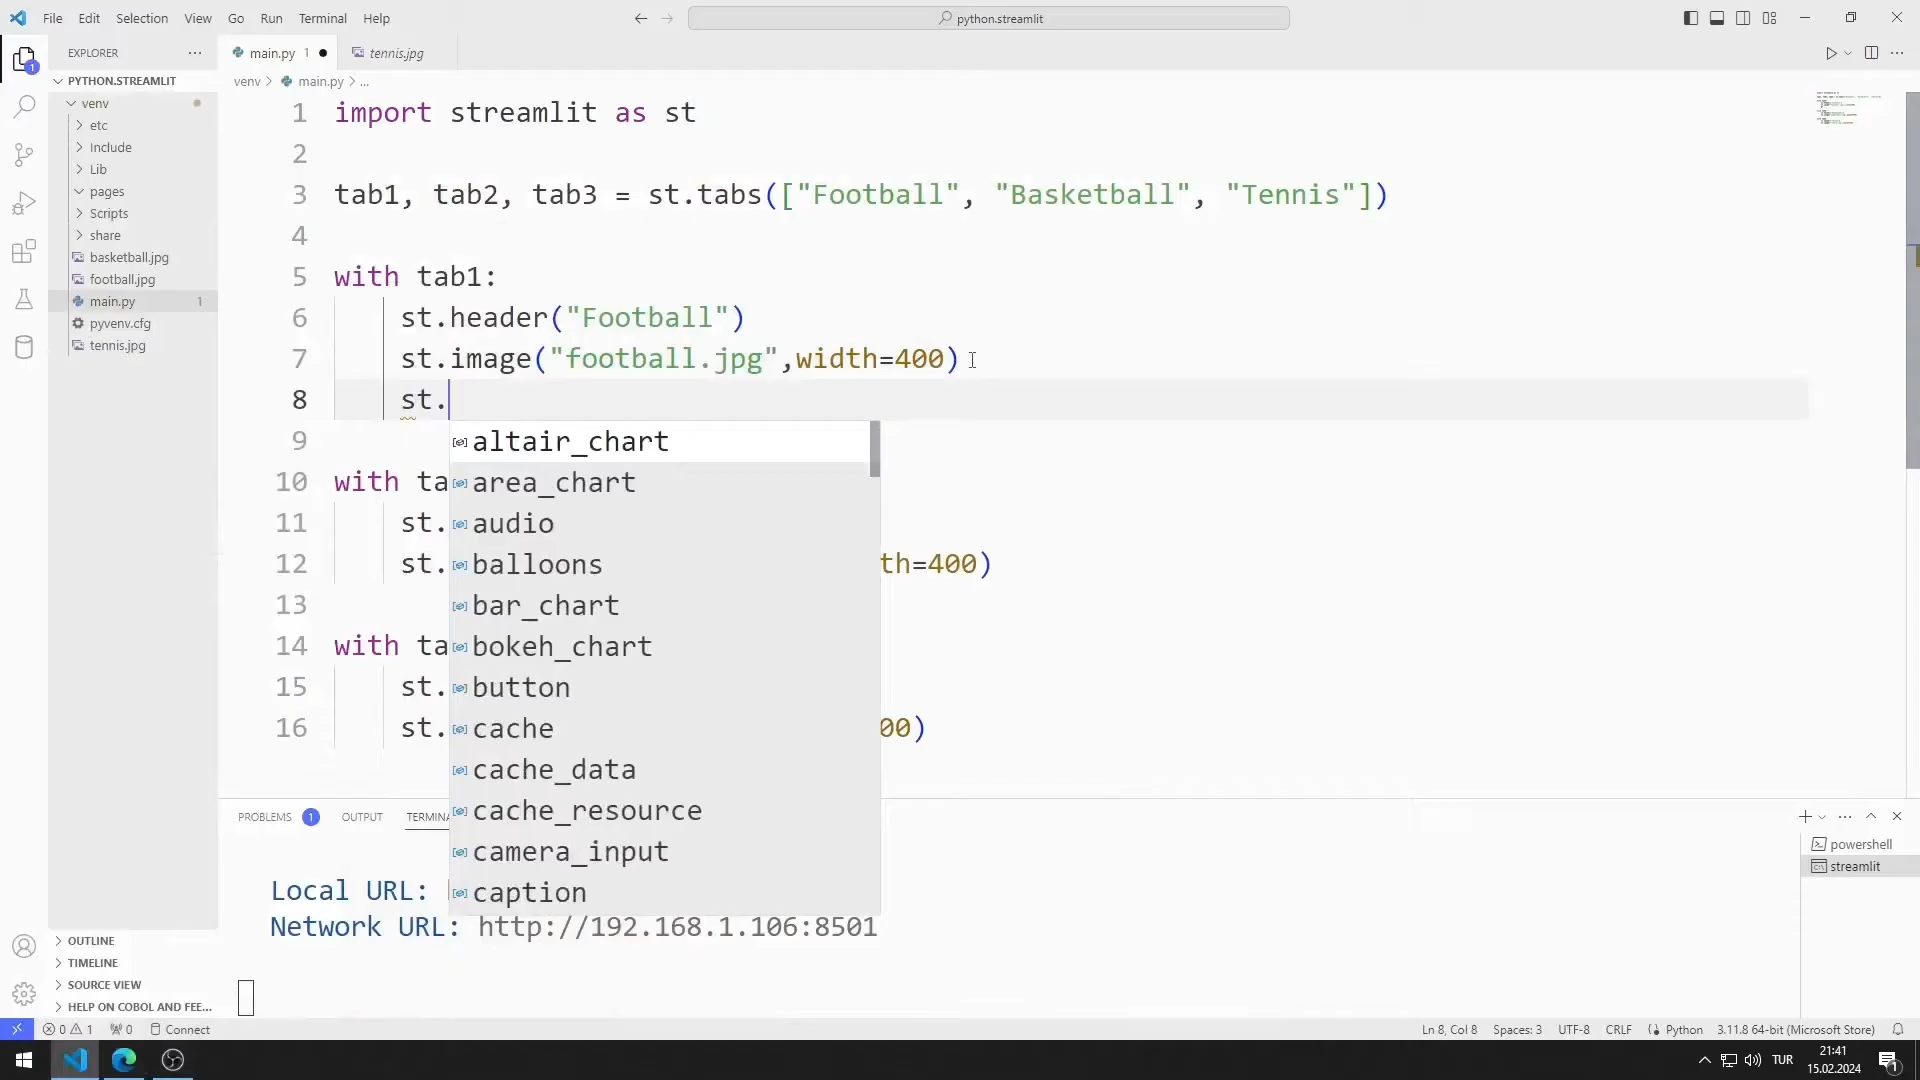 File Edit Selection View Go Run Terminal Help
python.streamlit
EXPLORER
main.py 1
tennis.jpg
PYTHON.STREAMLIT
venv
etc
Include
Lib
pages
Scripts
share
basketball.jpg
football.jpg
main.py 1
pyvenv.cfg
tennis.jpg
venv > main.py > ...
1 import streamlit as st
2
3 tab1, tab2, tab3 = st.tabs(["Football", "Basketball", "Tennis"])
4
5 with tab1:
6 st.header("Football")
7 st.image("football.jpg",width=400)
8 st.
9
10 with ta
11 st.
12 st. th=400)
13
14 with ta
15 st.
16 st. 00)
altair_chart
area_chart
audio
balloons
bar_chart
bokeh_chart
button
cache
cache_data
cache_resource
camera_input
caption
PROBLEMS 1 OUTPUT TERMINA
Local URL:
Network URL: http://192.168.1.106:8501
powershell
streamlit
OUTLINE
TIMELINE
SOURCE VIEW
HELP ON COBOL AND FEE...
0 1 0 Connect
Ln 8, Col 8 Spaces: 3 UTF-8 CRLF Python 3.11.8 64-bit (Microsoft Store)
TUR
21:41
15.02.2024
1